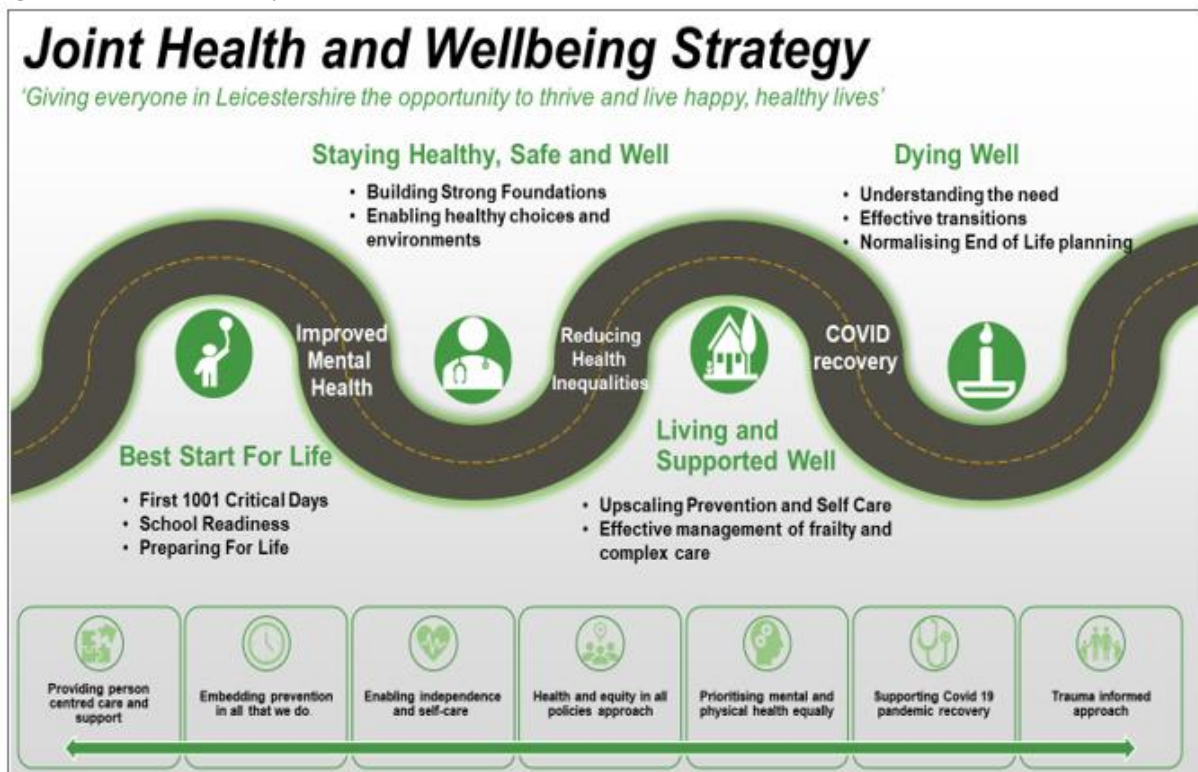 Joint Health and Wellbeing Strategy
'Giving everyone in Leicestershire the opportunity to thrive and live happy, healthy lives'
Staying Healthy, Safe and Well
• Building Strong Foundations
• Enabling healthy choices and
environments
Dying Well
• Understanding the need
• Effective transitions
• Normalising End of Life planning
Improved
Mental
Health
Reducing
Health
Inequalities
COVID
recovery
Best Start For Life
• First 1001 Critical Days
• School Readiness
• Preparing For Life
Living and
Supported Well
• Upscaling Prevention and Self Care
• Effective management of frailty and
complex care
Providing person
centred care and
support
Embedding prevention
in all that we do
Enabling independence
and self-care
Health and equity in all
policies approach
Prioritising mental and
physical health equally
Supporting Covid 19
pandemic recovery
Trauma informed
approach